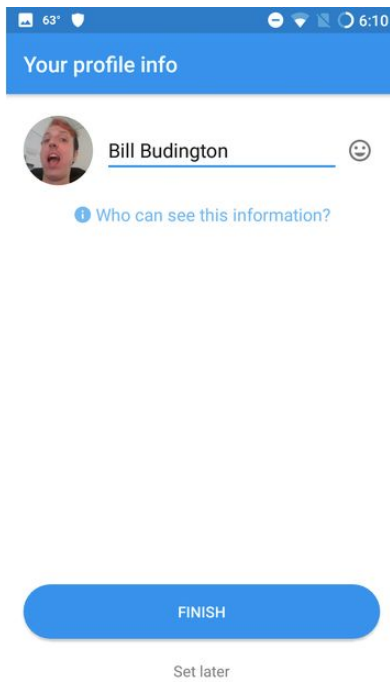 63° 6:10
Your profile info
Bill Budington
Who can see this information?
FINISH
Set later